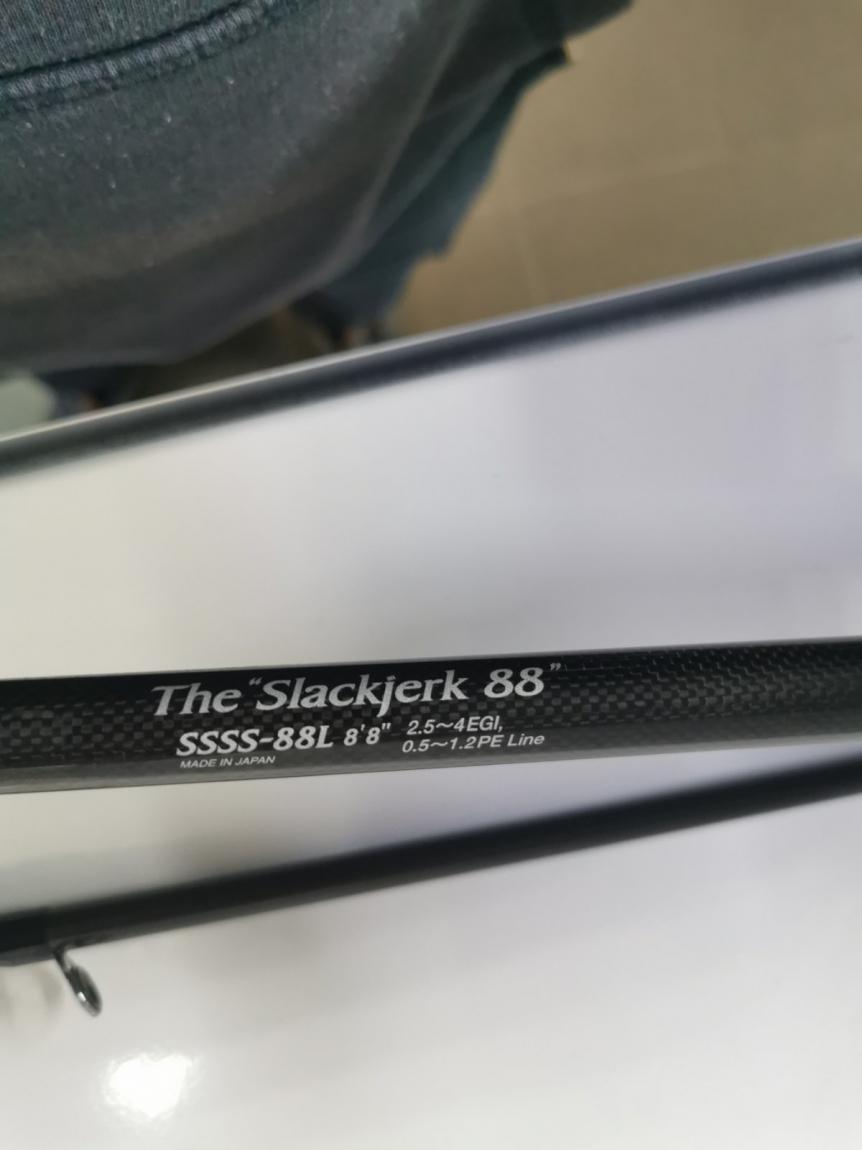 The “Slackjerk 88”
SSSS-88L 8'8" 2.5~4EGI,
0.5~1.2PE Line
MADE IN JAPAN